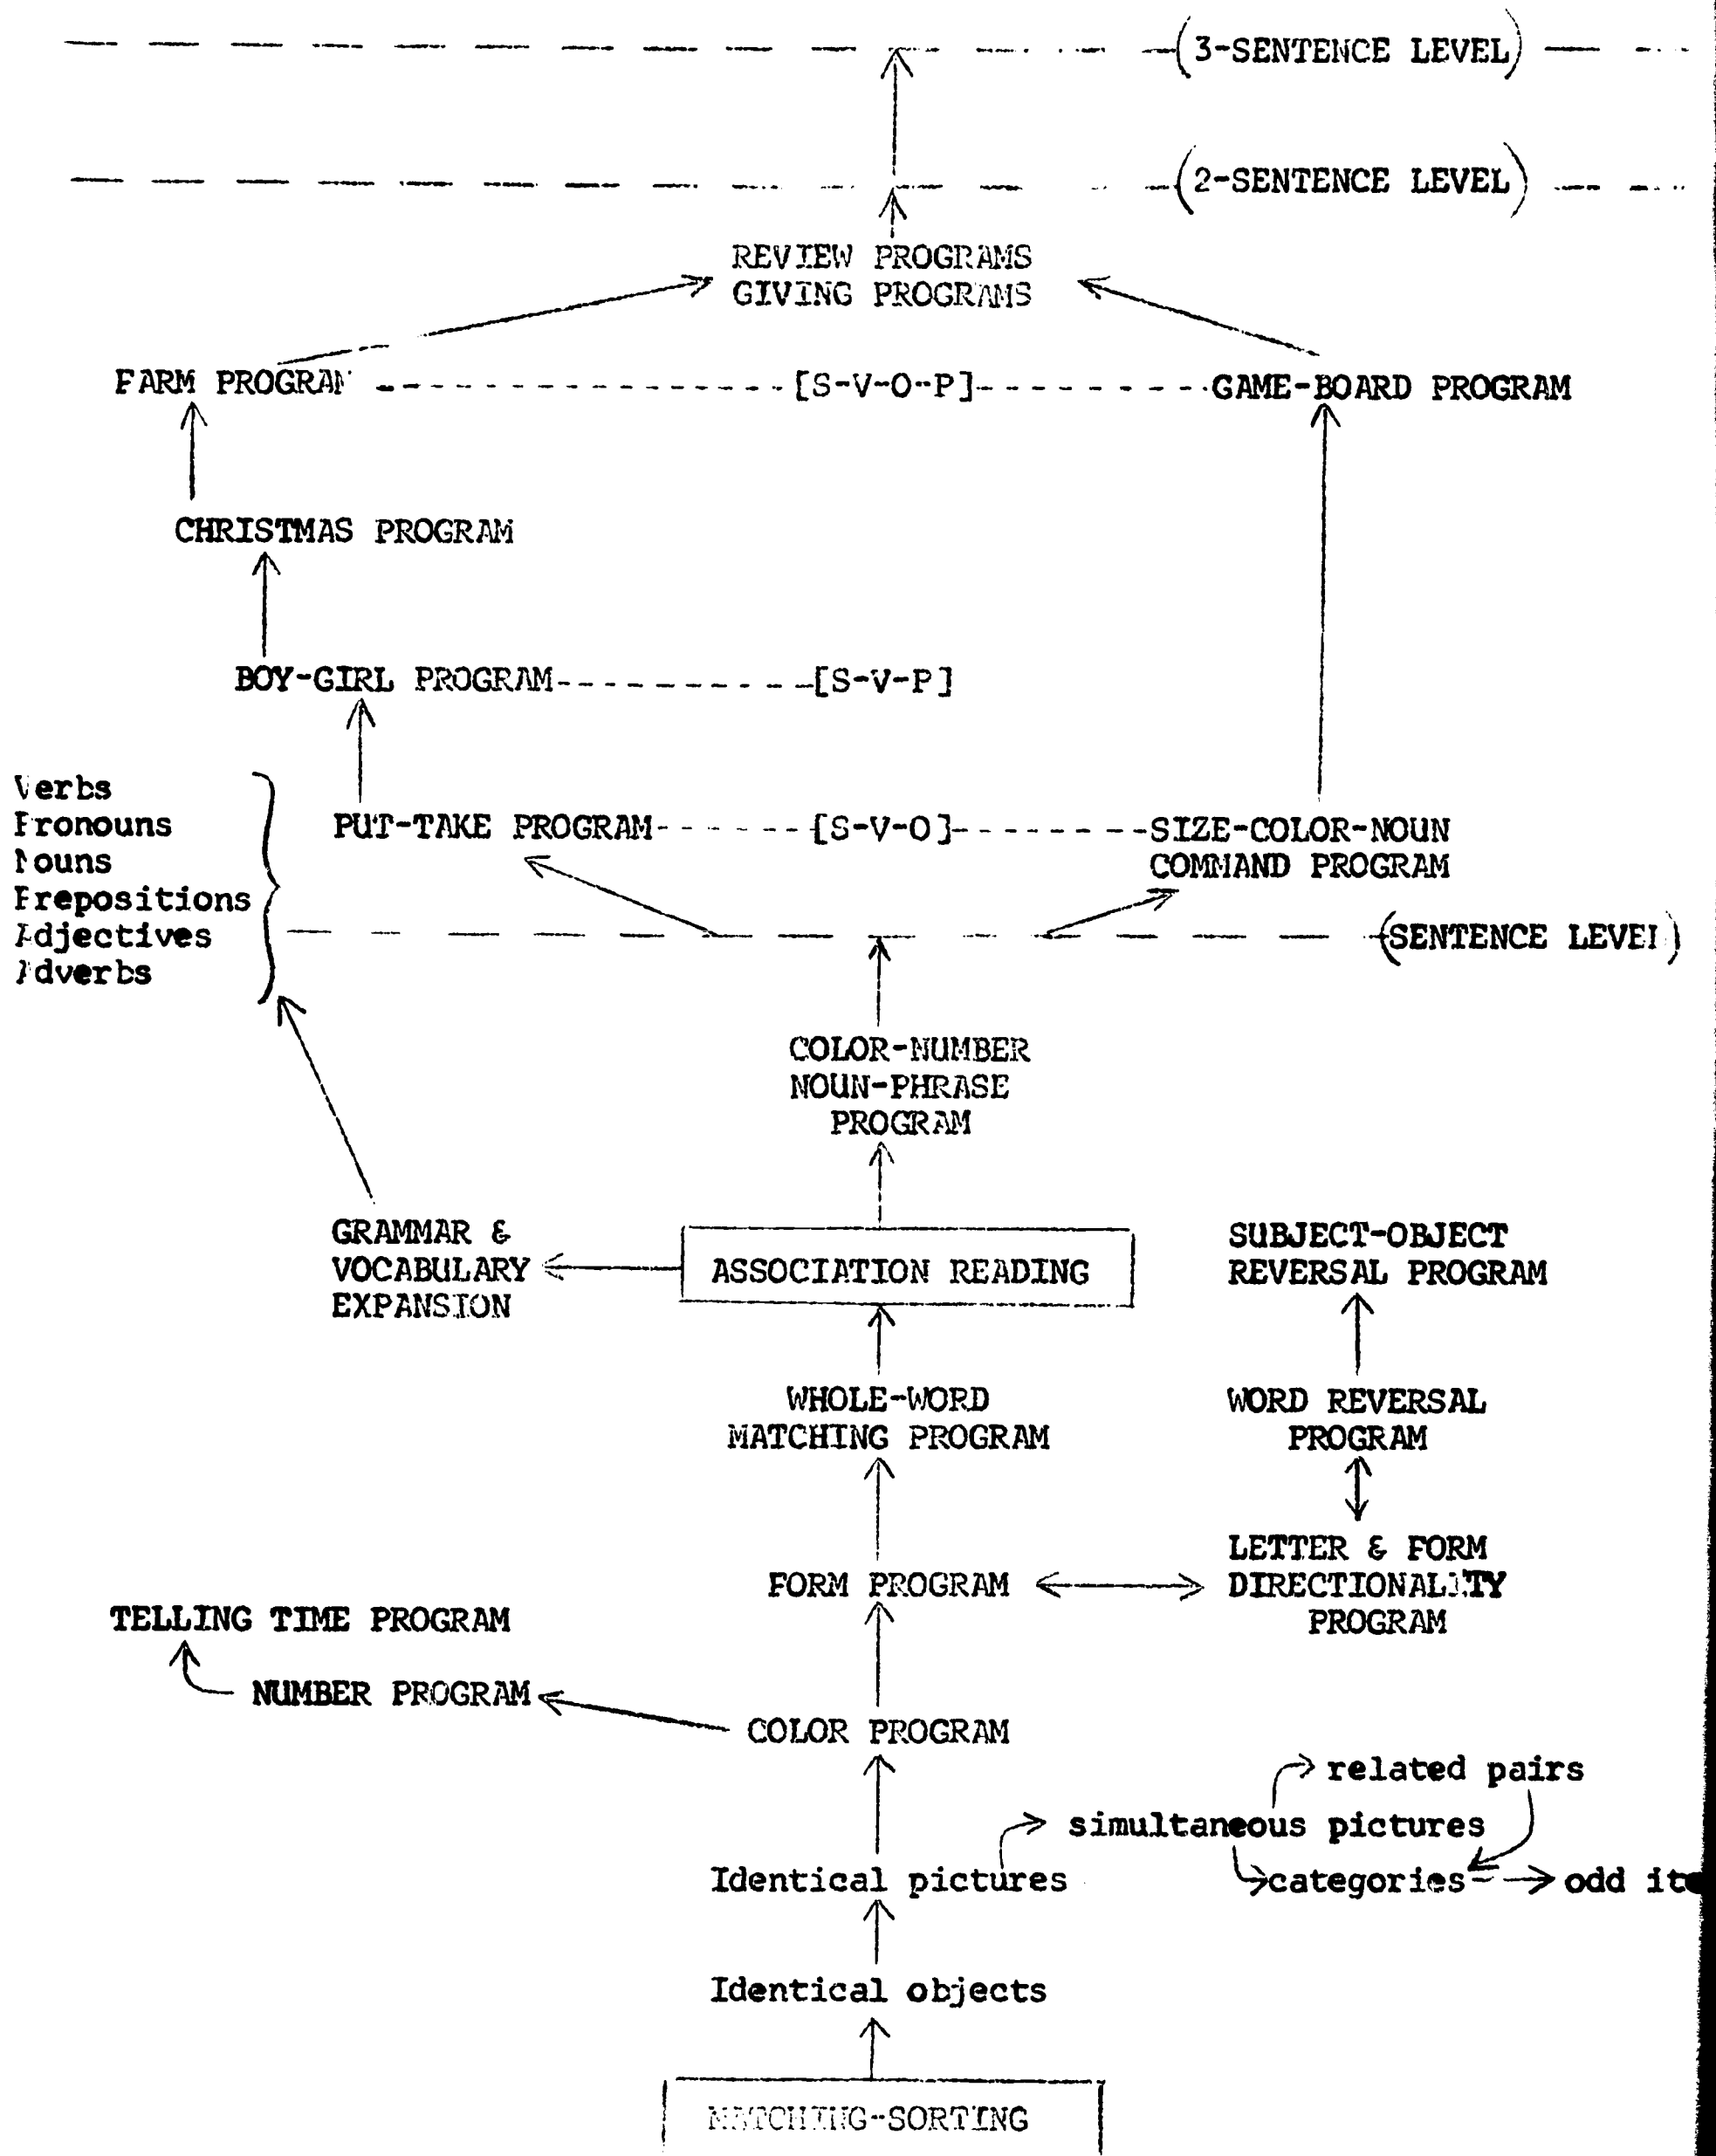 (3-SENTENCE LEVEL)
(2-SENTENCE LEVEL)
REVIEW PROGRAMS
GIVING PROGRAMS
FARM PROGRAM
[S-V-O-P]
GAME-BOARD PROGRAM
CHRISTMAS PROGRAM
BOY-GIRL PROGRAM
[S-V-P]
Verbs
Pronouns
Nouns
Prepositions
Adjectives
Adverbs
PUT-TAKE PROGRAM
[S-V-O]
SIZE-COLOR-NOUN
COMMAND PROGRAM
(SENTENCE LEVEL)
COLOR-NUMBER
NOUN-PHRASE
PROGRAM
GRAMMAR &
VOCABULARY
EXPANSION
ASSOCIATION READING
SUBJECT-OBJECT
REVERSAL PROGRAM
WHOLE-WORD
MATCHING PROGRAM
WORD REVERSAL
PROGRAM
FORM PROGRAM
LETTER & FORM
DIRECTIONALITY
PROGRAM
TELLING TIME PROGRAM
NUMBER PROGRAM
COLOR PROGRAM
related pairs
simultaneous pictures
Identical pictures
categories
odd ite
Identical objects
MATCHING-SORTING